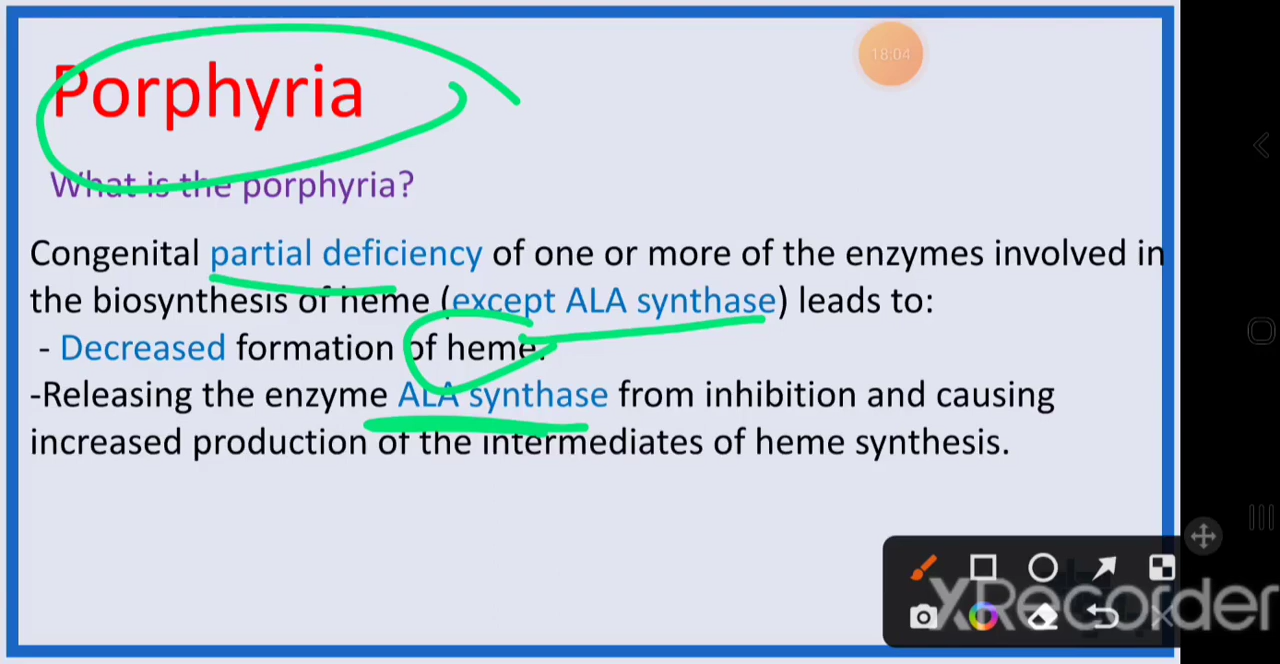 18:04
Porphyria
What is the porphyria?
Congenital partial deficiency of one or more of the enzymes involved in
the biosynthesis of heme (except ALA synthase) leads to:
- Decreased formation of heme.
-Releasing the enzyme ALA synthase from inhibition and causing
increased production of the intermediates of heme synthesis.
XRecorder